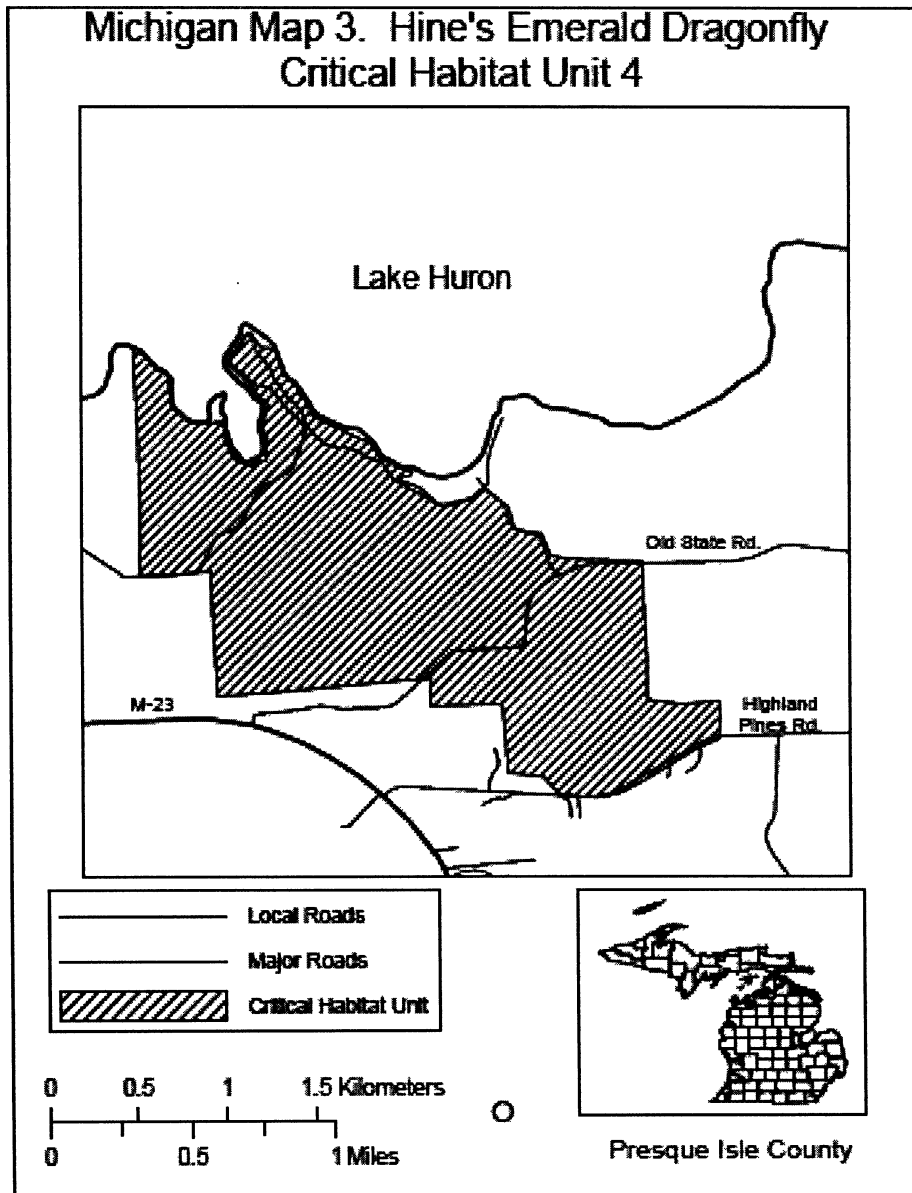 Michigan Map 3. Hine's Emerald Dragonfly
Critical Habitat Unit 4
Lake Huron
Old State Rd.
M-23
Highland
Pines Rd.
Local Roads
Major Roads
Critical Habitat Unit
0 0.5 1 1.5 Kilometers
0 0.5 1 Miles
Presque Isle County